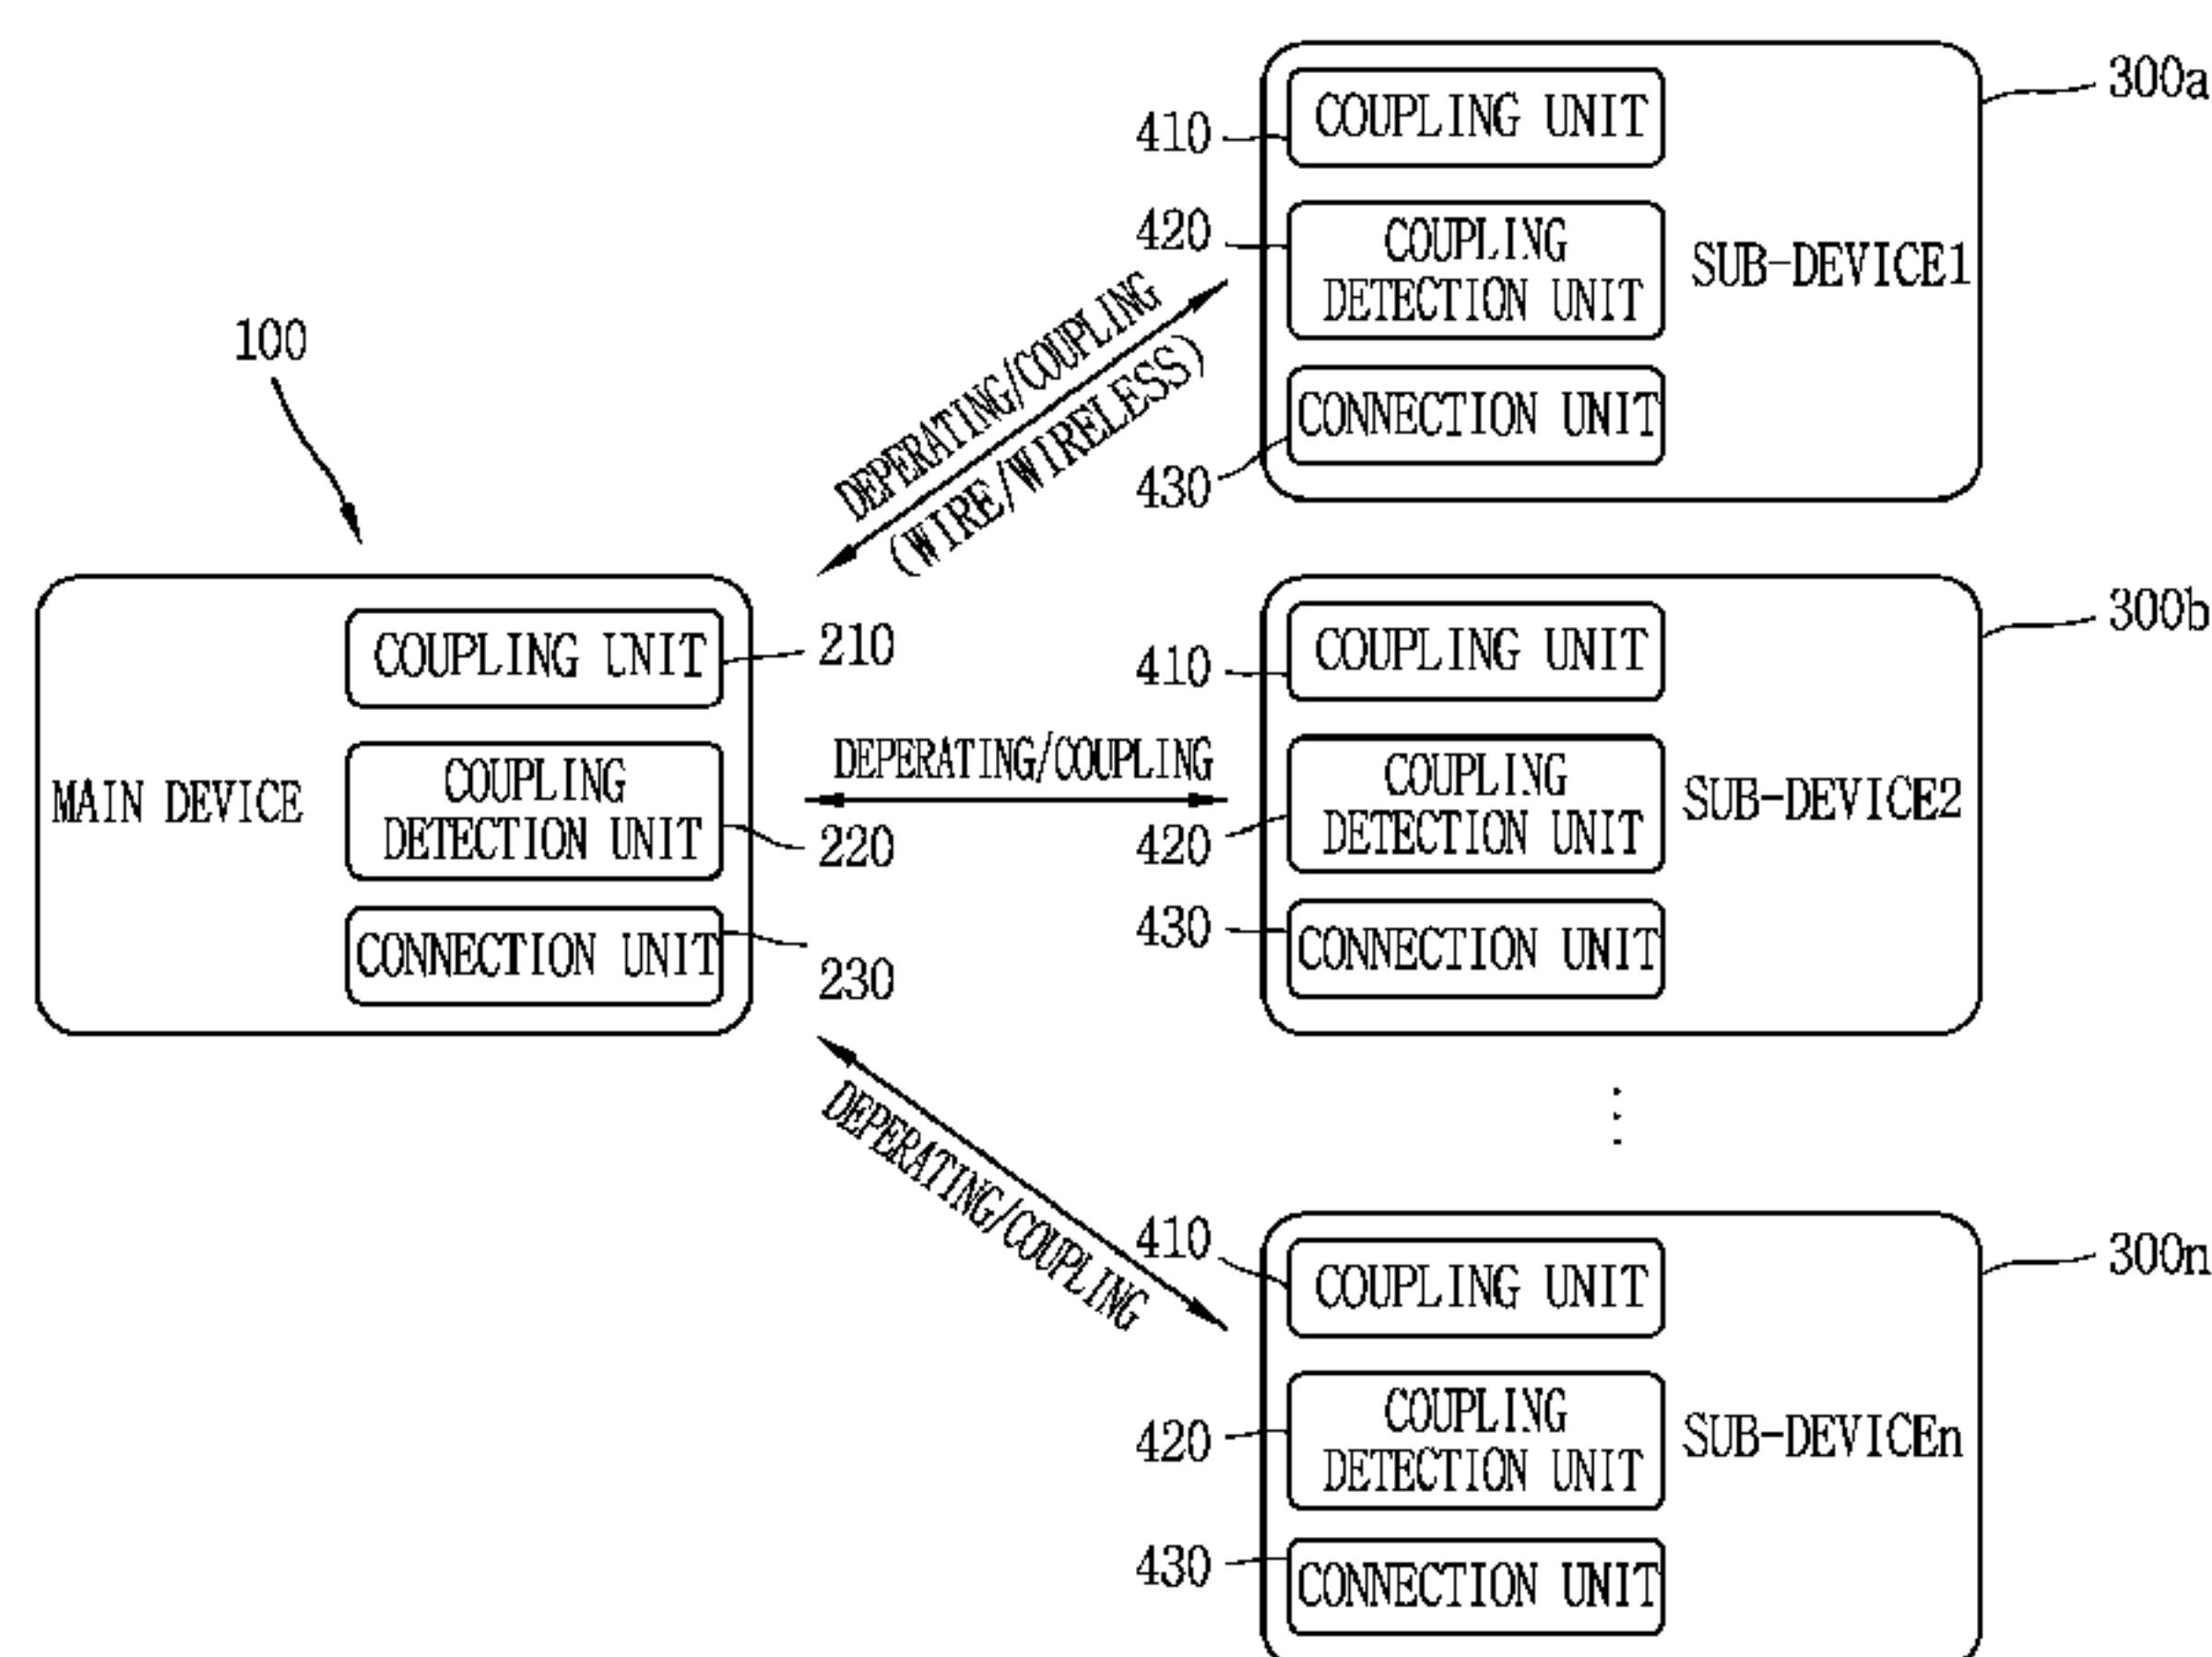 100
MAIN DEVICE
COUPLING UNIT
210
COUPLING
DETECTION UNIT
220
CONNECTION UNIT
230
DEPERATING/COUPLING
(WIRE/WIRELESS)
DEPERATING/COUPLING
DEPERATING/COUPLING
300a
410
COUPLING UNIT
420
COUPLING
DETECTION UNIT
SUB-DEVICE1
430
CONNECTION UNIT
300b
410
COUPLING UNIT
420
COUPLING
DETECTION UNIT
SUB-DEVICE2
430
CONNECTION UNIT
300n
410
COUPLING UNIT
420
COUPLING
DETECTION UNIT
SUB-DEVICEn
430
CONNECTION UNIT